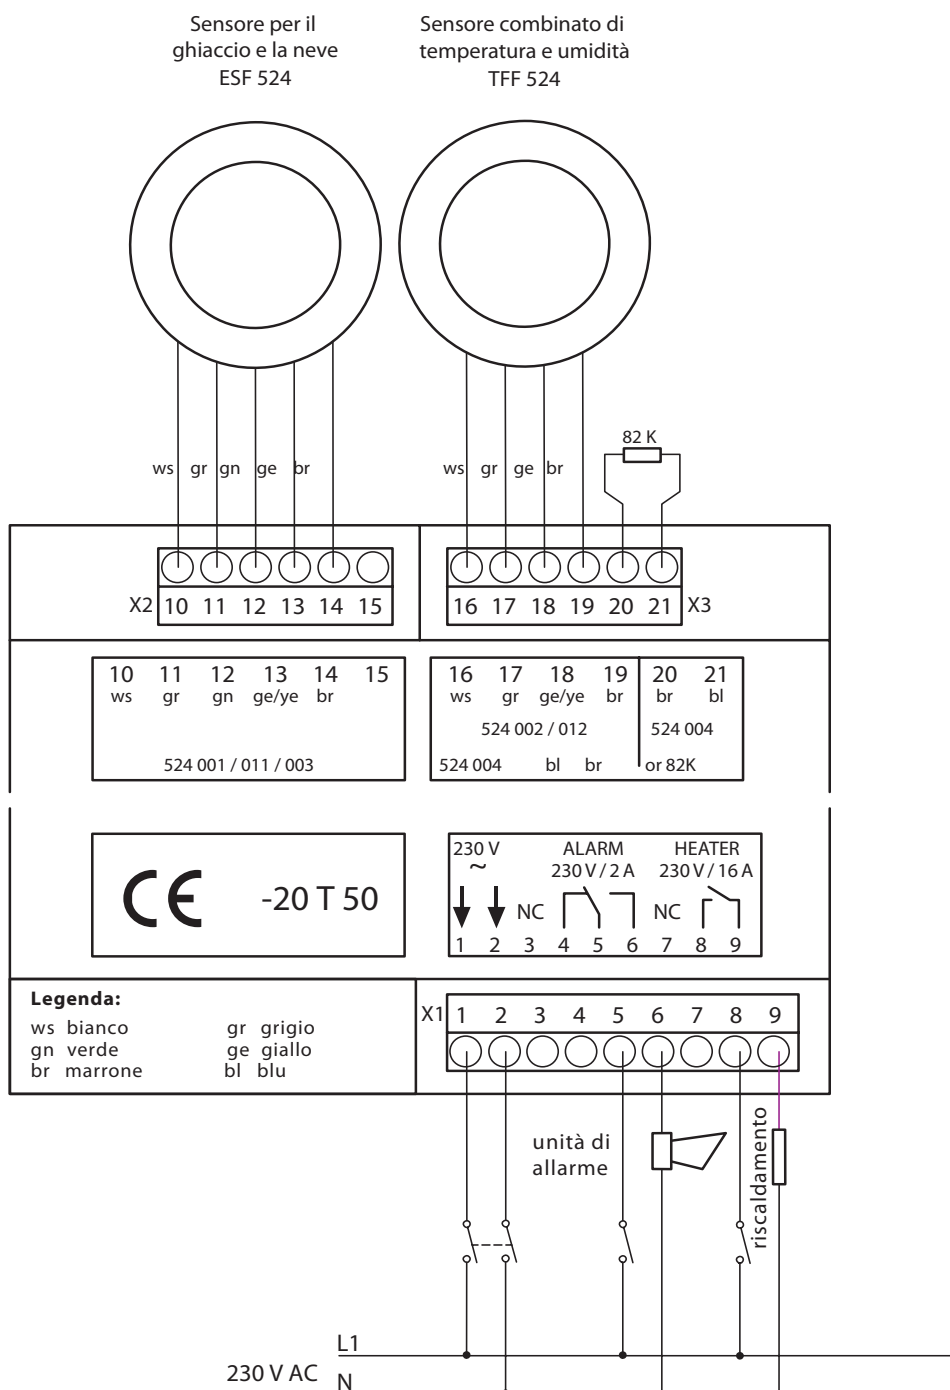 Sensore per il
ghiaccio e la neve
ESF 524
Sensore combinato di
temperatura e umidità
TFF 524
82 K
ws gr gn ge br
ws gr ge br
X2 10 11 12 13 14 15
16 17 18 19 20 21 X3
10 11 12 13 14 15
ws gr gn ge/ye br
524 001 / 011 / 003
16 17 18 19 20 21
ws gr ge/ye br br bl
524 002 / 012 524 004
524 004 bl br or 82K
CE -20 T 50
230 V ALARM HEATER
~ 230 V / 2 A 230 V / 16 A
NC NC
1 2 3 4 5 6 7 8 9
Legenda:
ws bianco gr grigio
gn verde ge giallo
br marrone bl blu
X1 1 2 3 4 5 6 7 8 9
unità di
allarme
riscaldamento
L1
230 V AC
N